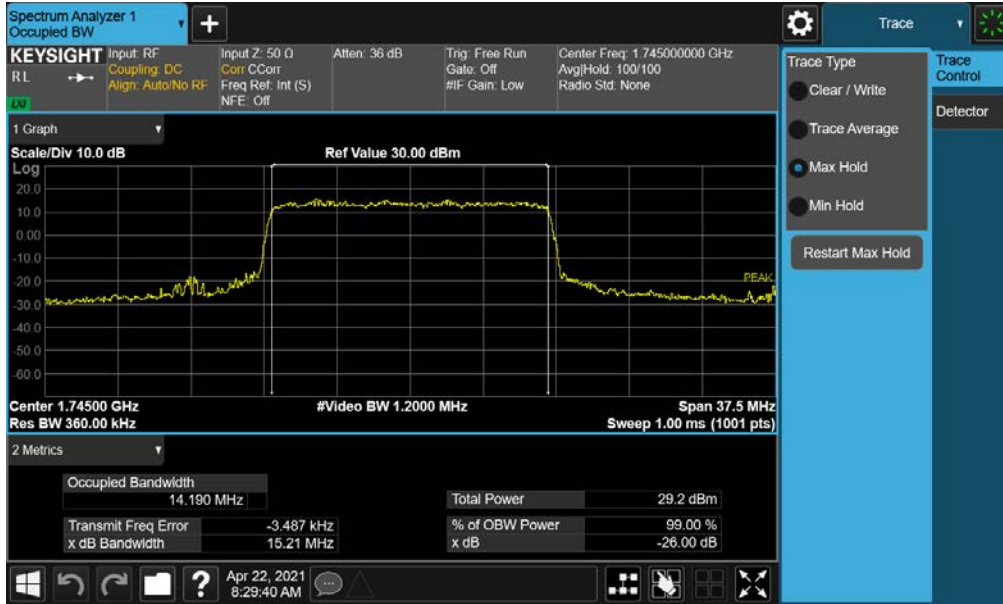 Spectrum Analyzer 1
Occupied BW
Trace
KEYSIGHT
RL
LXI
Input: RF
Coupling: DC
Align: Auto/No RF
Input Z: 50 Ω
Corr CCorr
Freq Ref: Int (S)
NFE: Off
Atten: 36 dB
Trig: Free Run
Gate: Off
#IF Gain: Low
Center Freq: 1.745000000 GHz
Avg|Hold: 100/100
Radio Std: None
Trace Type
Clear / Write
Trace Average
Max Hold
Min Hold
Restart Max Hold
Trace
Control
Detector
1 Graph
Scale/Div 10.0 dB
Ref Value 30.00 dBm
Log
20.0
10.0
0.00
-10.0
-20.0
-30.0
-40.0
-50.0
-60.0
PEAK
Center 1.74500 GHz
#Video BW 1.2000 MHz
Span 37.5 MHz
Res BW 360.00 kHz
Sweep 1.00 ms (1001 pts)
2 Metrics
Occupied Bandwidth
14.190 MHz
Total Power 29.2 dBm
Transmit Freq Error -3.487 kHz
% of OBW Power 99.00 %
x dB Bandwidth 15.21 MHz
x dB -26.00 dB
?
Apr 22, 2021
8:29:40 AM